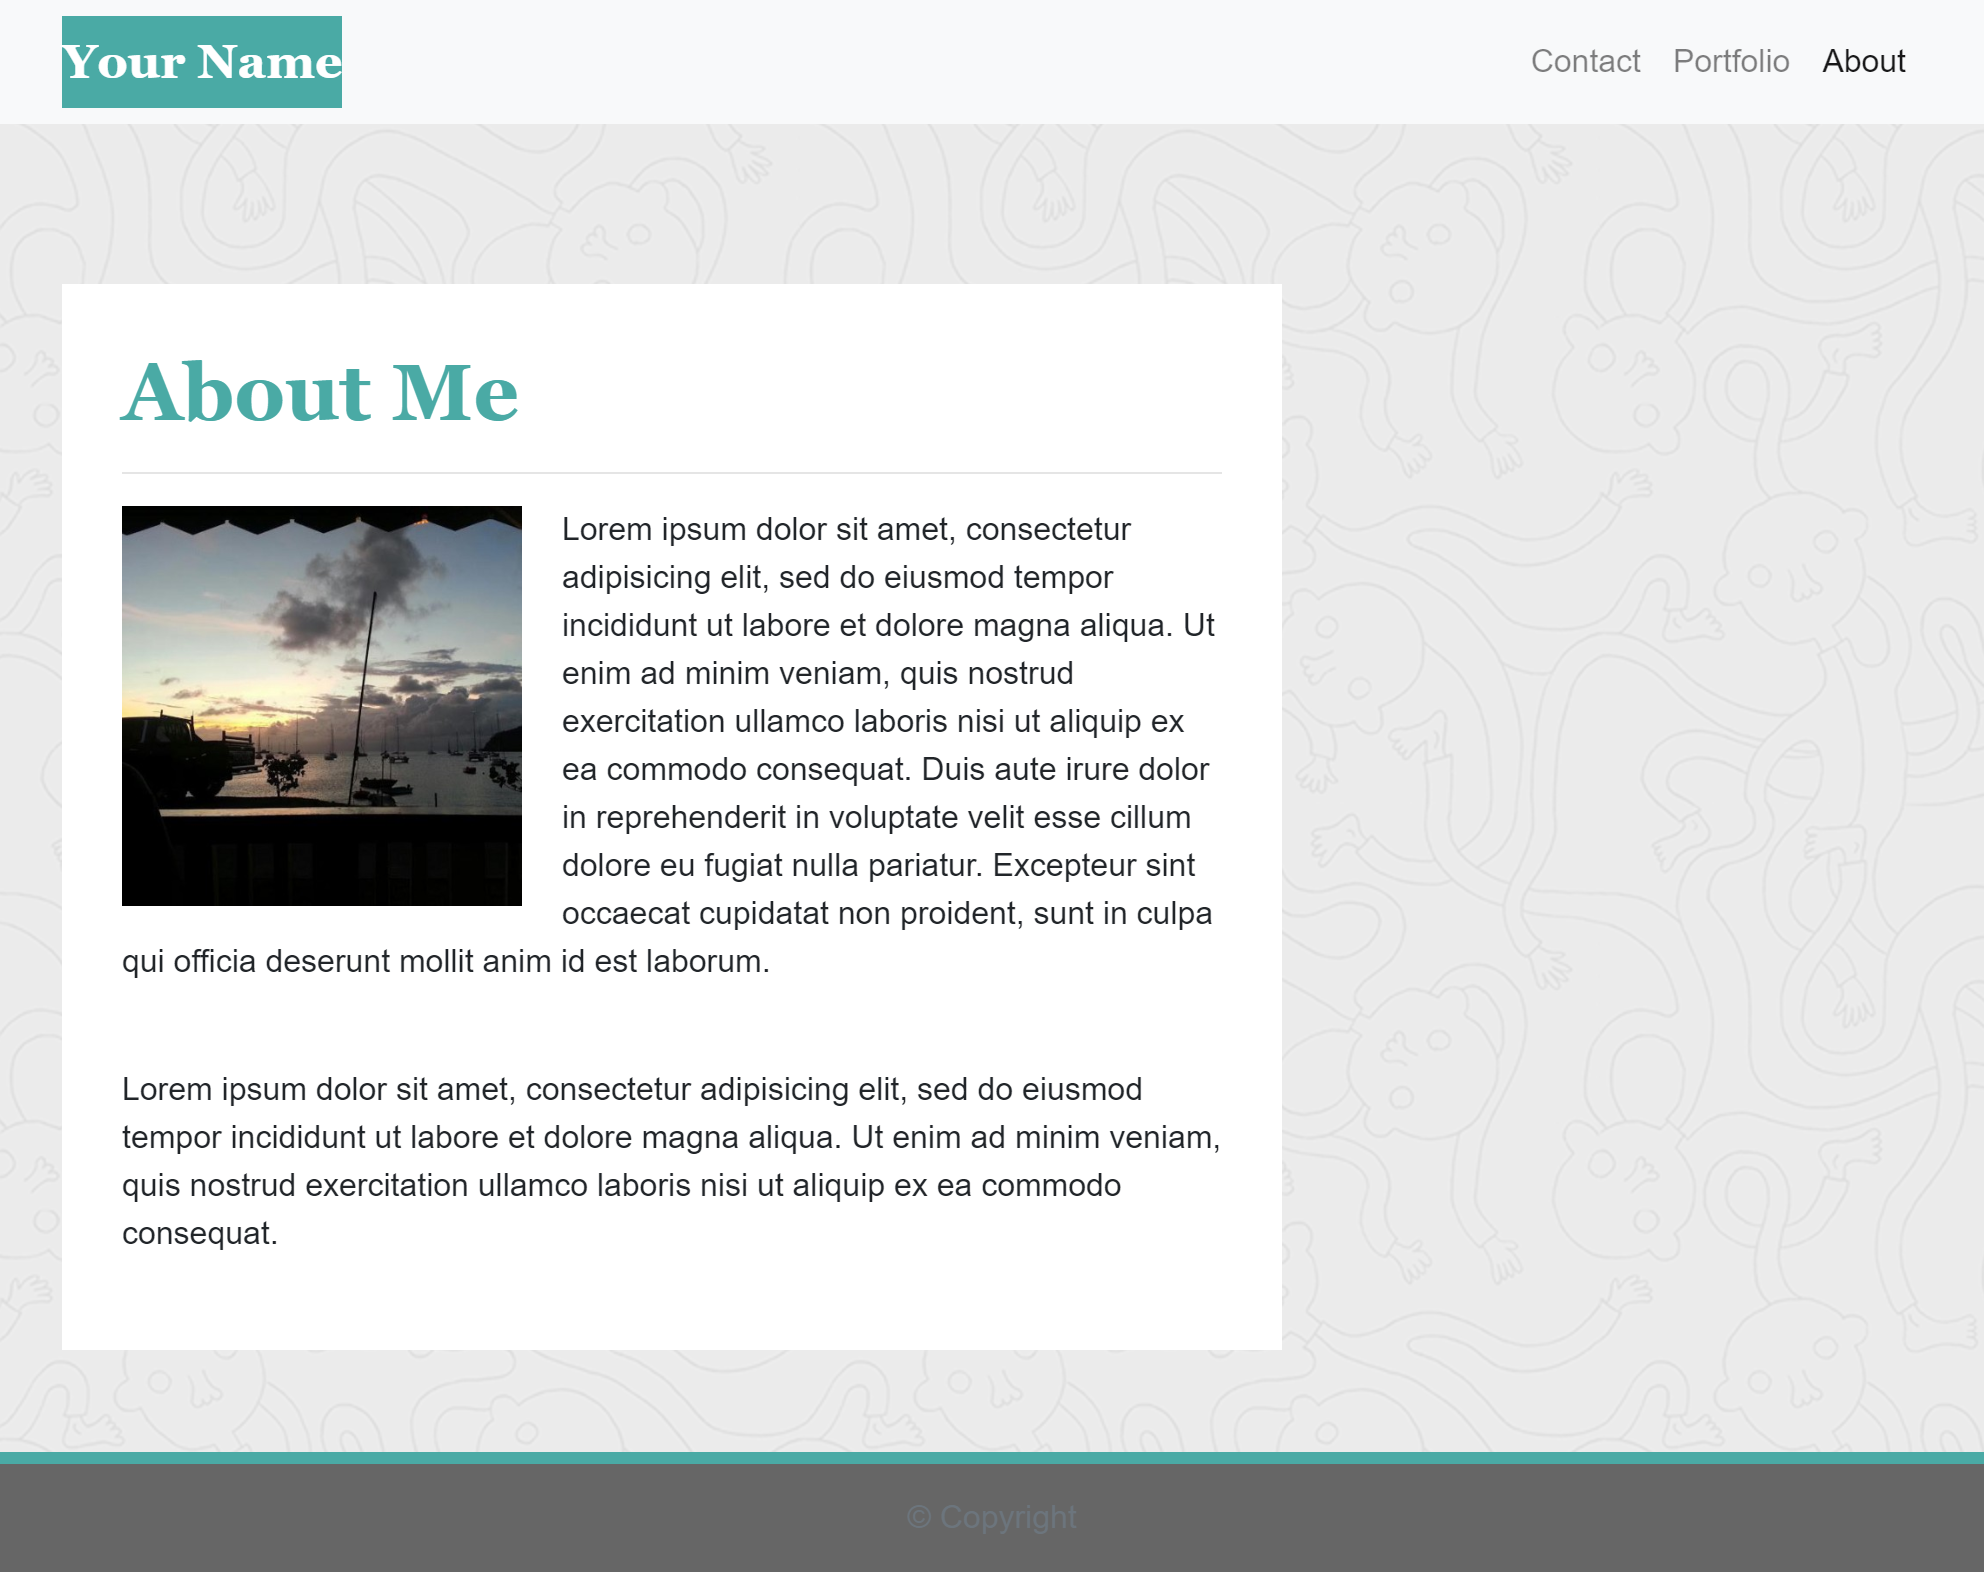 Your Name
Contact Portfolio About
About Me
Lorem ipsum dolor sit amet, consectetur
adipisicing elit, sed do eiusmod tempor
incididunt ut labore et dolore magna aliqua. Ut
enim ad minim veniam, quis nostrud
exercitation ullamco laboris nisi ut aliquip ex
ea commodo consequat. Duis aute irure dolor
in reprehenderit in voluptate velit esse cillum
dolore eu fugiat nulla pariatur. Excepteur sint
occaecat cupidatat non proident, sunt in culpa
qui officia deserunt mollit anim id est laborum.
Lorem ipsum dolor sit amet, consectetur adipisicing elit, sed do eiusmod
tempor incididunt ut labore et dolore magna aliqua. Ut enim ad minim veniam,
quis nostrud exercitation ullamco laboris nisi ut aliquip ex ea commodo
consequat.
© Copyright